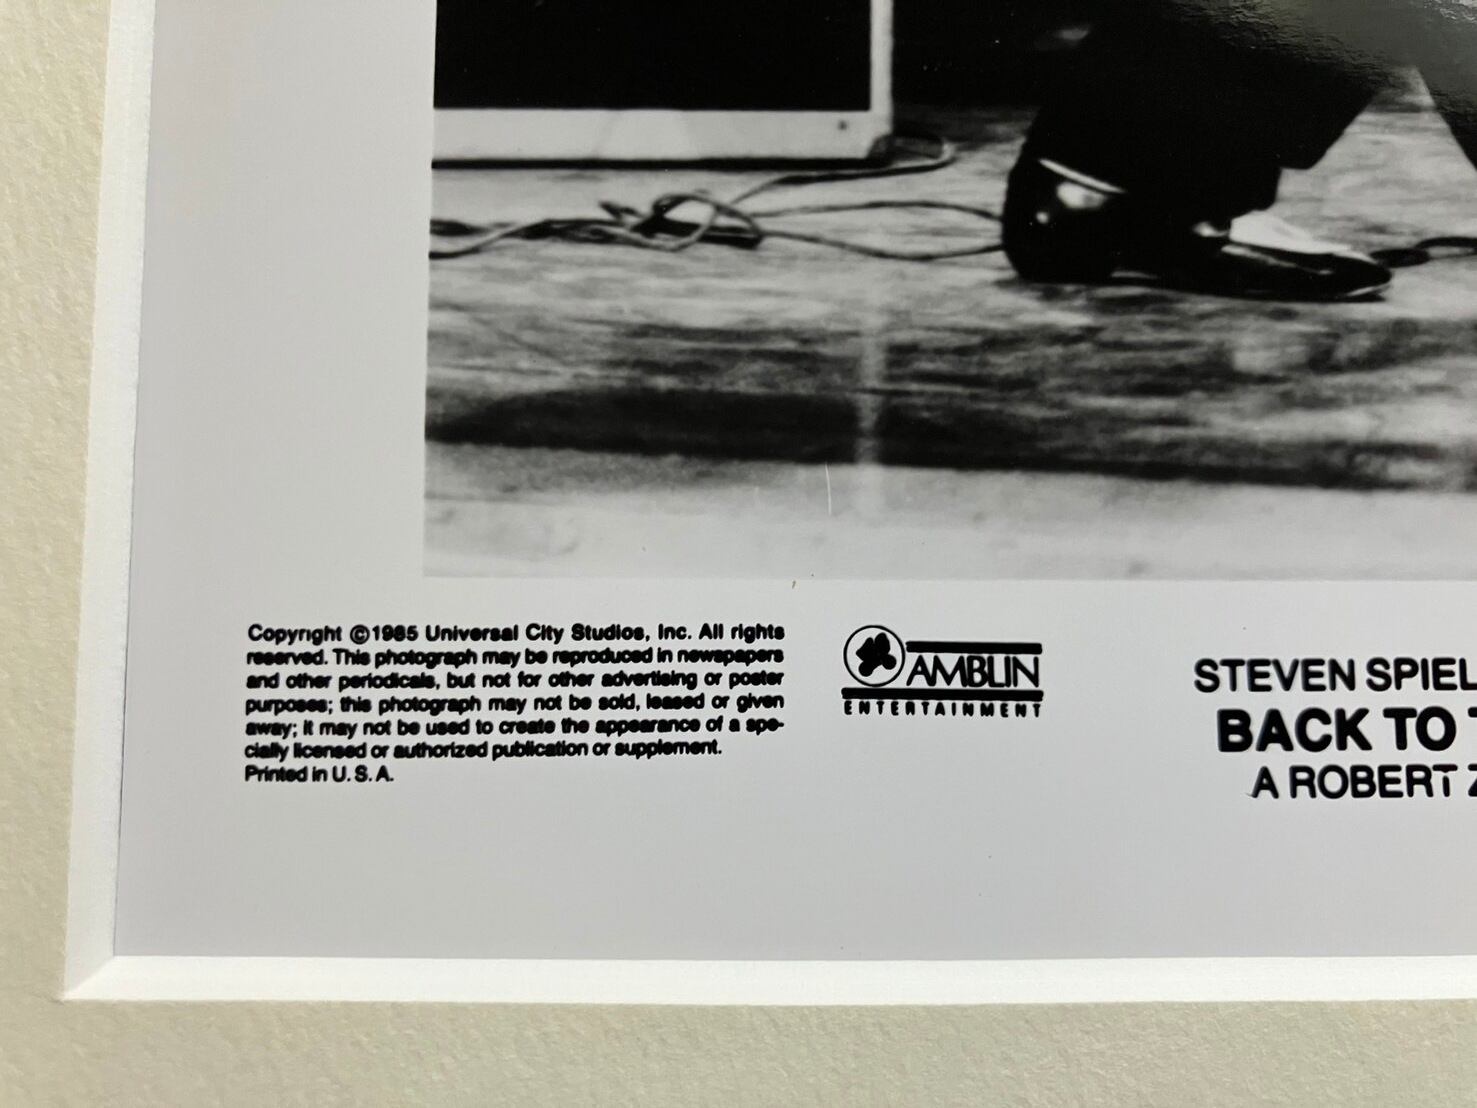 Copyright ©1985 Universal City Studios, Inc. All rights
reserved. This photograph may be reproduced in newspapers
and other periodicals, but not for other advertising or poster
purposes; this photograph may not be sold, leased or given
away; it may not be used to create the appearance of a spe-
cially licensed or authorized publication or supplement.
Printed in U. S. A.
AMBLIN
ENTERTAINMENT
STEVEN SPIEL
BACK TO T
A ROBERT Z